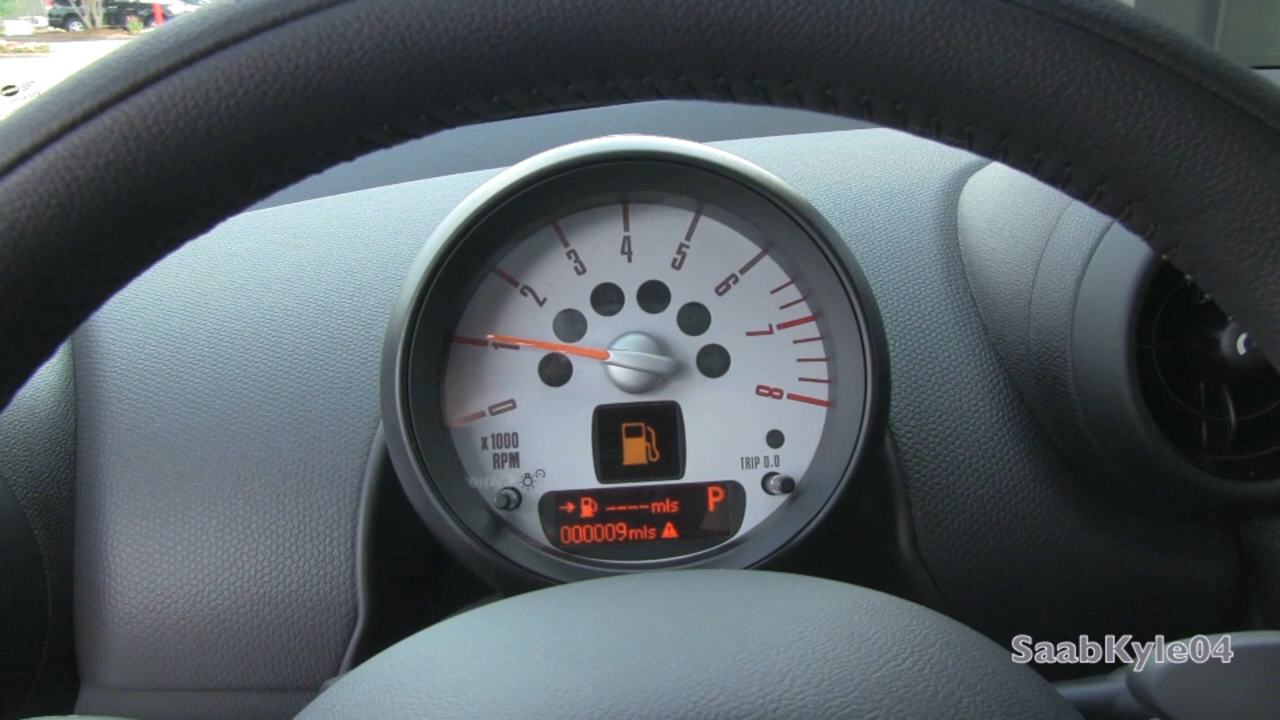 0
1
2
3
4
5
6
7
8
x1000
RPM
TRIP 0.0
----mls P
000009mls
SaabKyle04